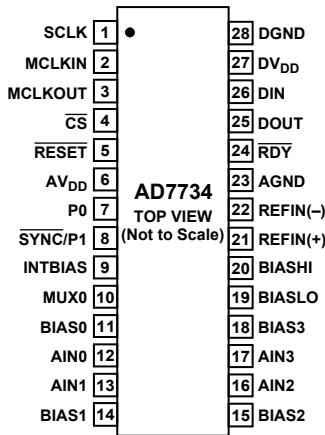 SCLK 1 28 DGND
MCLKIN 2 27 DVDD
MCLKOUT 3 26 DIN
CS 4 25 DOUT
RESET 5 24 RDY
AVDD 6 23 AGND
P0 7 22 REFIN(–)
SYNC/P1 8 21 REFIN(+)
INTBIAS 9 20 BIASHI
MUX0 10 19 BIASLO
BIAS0 11 18 BIAS3
AIN0 12 17 AIN3
AIN1 13 16 AIN2
BIAS1 14 15 BIAS2
AD7734
TOP VIEW
(Not to Scale)